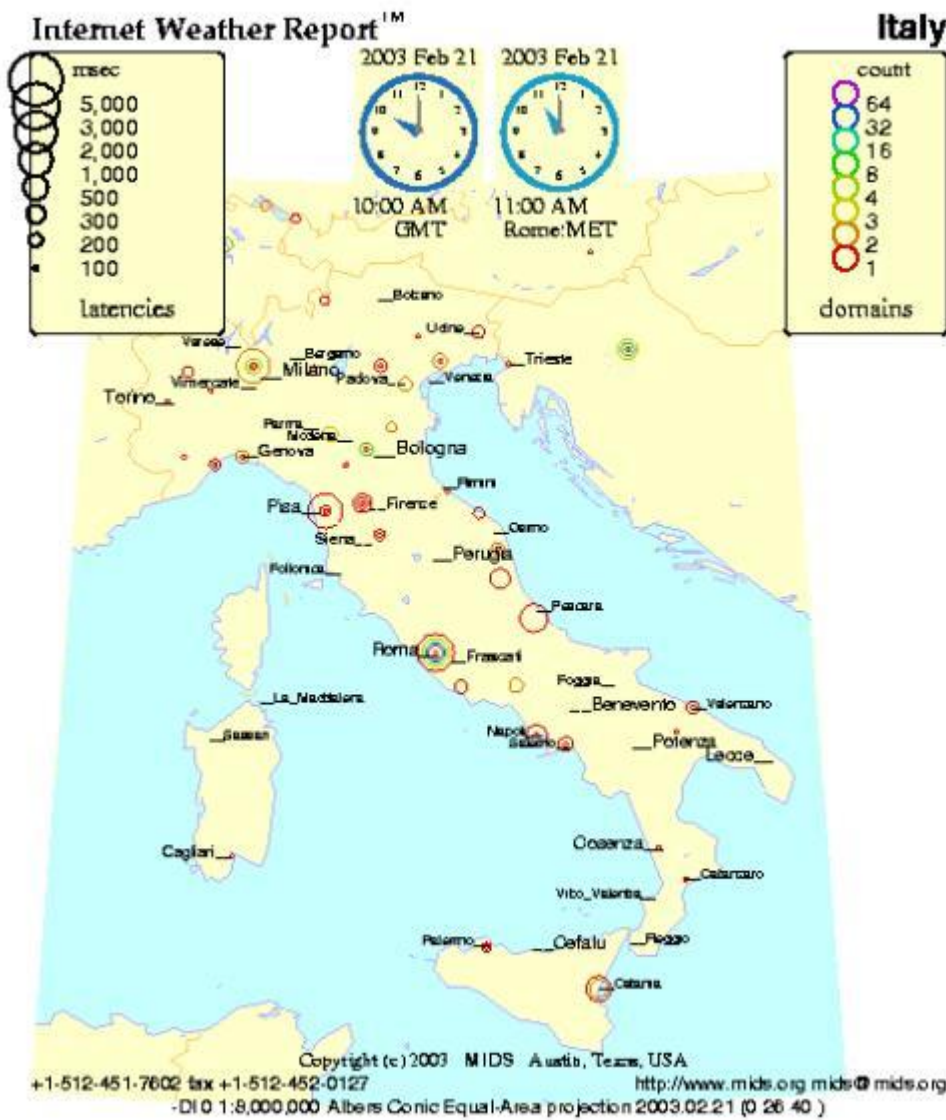 Internet Weather Report™
Italy
msec
5,000
3,000
2,000
1,000
500
300
200
100
latencies
2003 Feb 21
10:00 AM
GMT
2003 Feb 21
11:00 AM
Rome:MET
count
64
32
16
8
4
3
2
1
domains
Bolzano
Udine
Varese
Bergamo
Milano
Trieste
Vimercate
Padova
Venezia
Torino
Parma
Modena
Bologna
Genova
Rimini
Pisa
Firenze
Siena
Perugia
Follonica
Pescara
Roma
Frascati
La_Maddalena
Foggia
Benevento
Valenzano
Napoli
Salerno
Potenza
Sassari
Lecce
Cagliari
Cosenza
Catanzaro
Vibo_Valentia
Palermo
Cefalu
Reggio
Catania
Copyright (c) 2003 MIDS Austin, Texas, USA
+1-512-451-7602 fax +1-512-452-0127
http://www.mids.org mids@mids.org
-DI0 1:8,000,000 Albers Conic Equal-Area projection 2003.02.21 (0 26 40 )